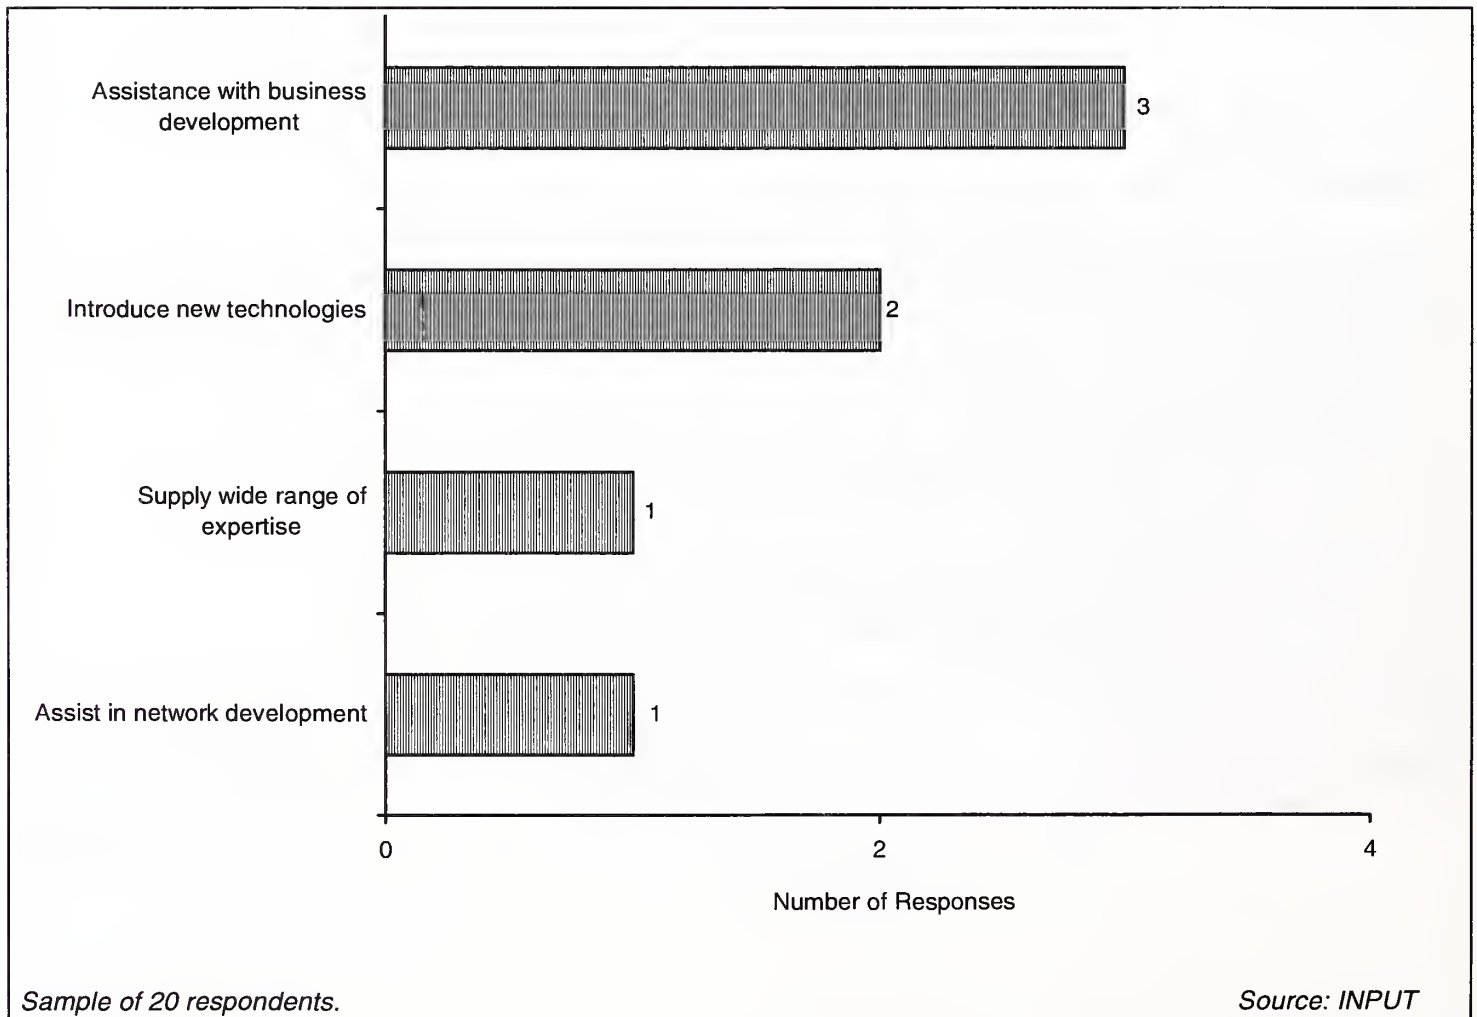 Assistance with business
development
3
Introduce new technologies
2
Supply wide range of
expertise
1
Assist in network development
1
0
2
4
Number of Responses
Sample of 20 respondents.
Source: INPUT